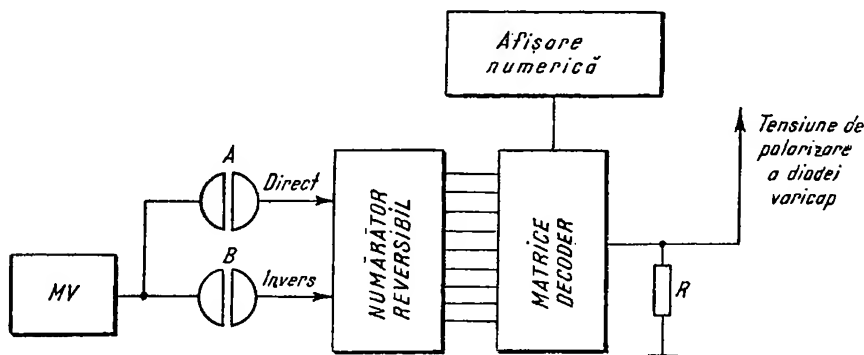 Afișare
numerică
A
Direct
B
Invers
MV
NUMĂRĂTOR
REVERSIBIL
MATRICE
DECODER
Tensiune de
polarizare
a diodei
varicap
R